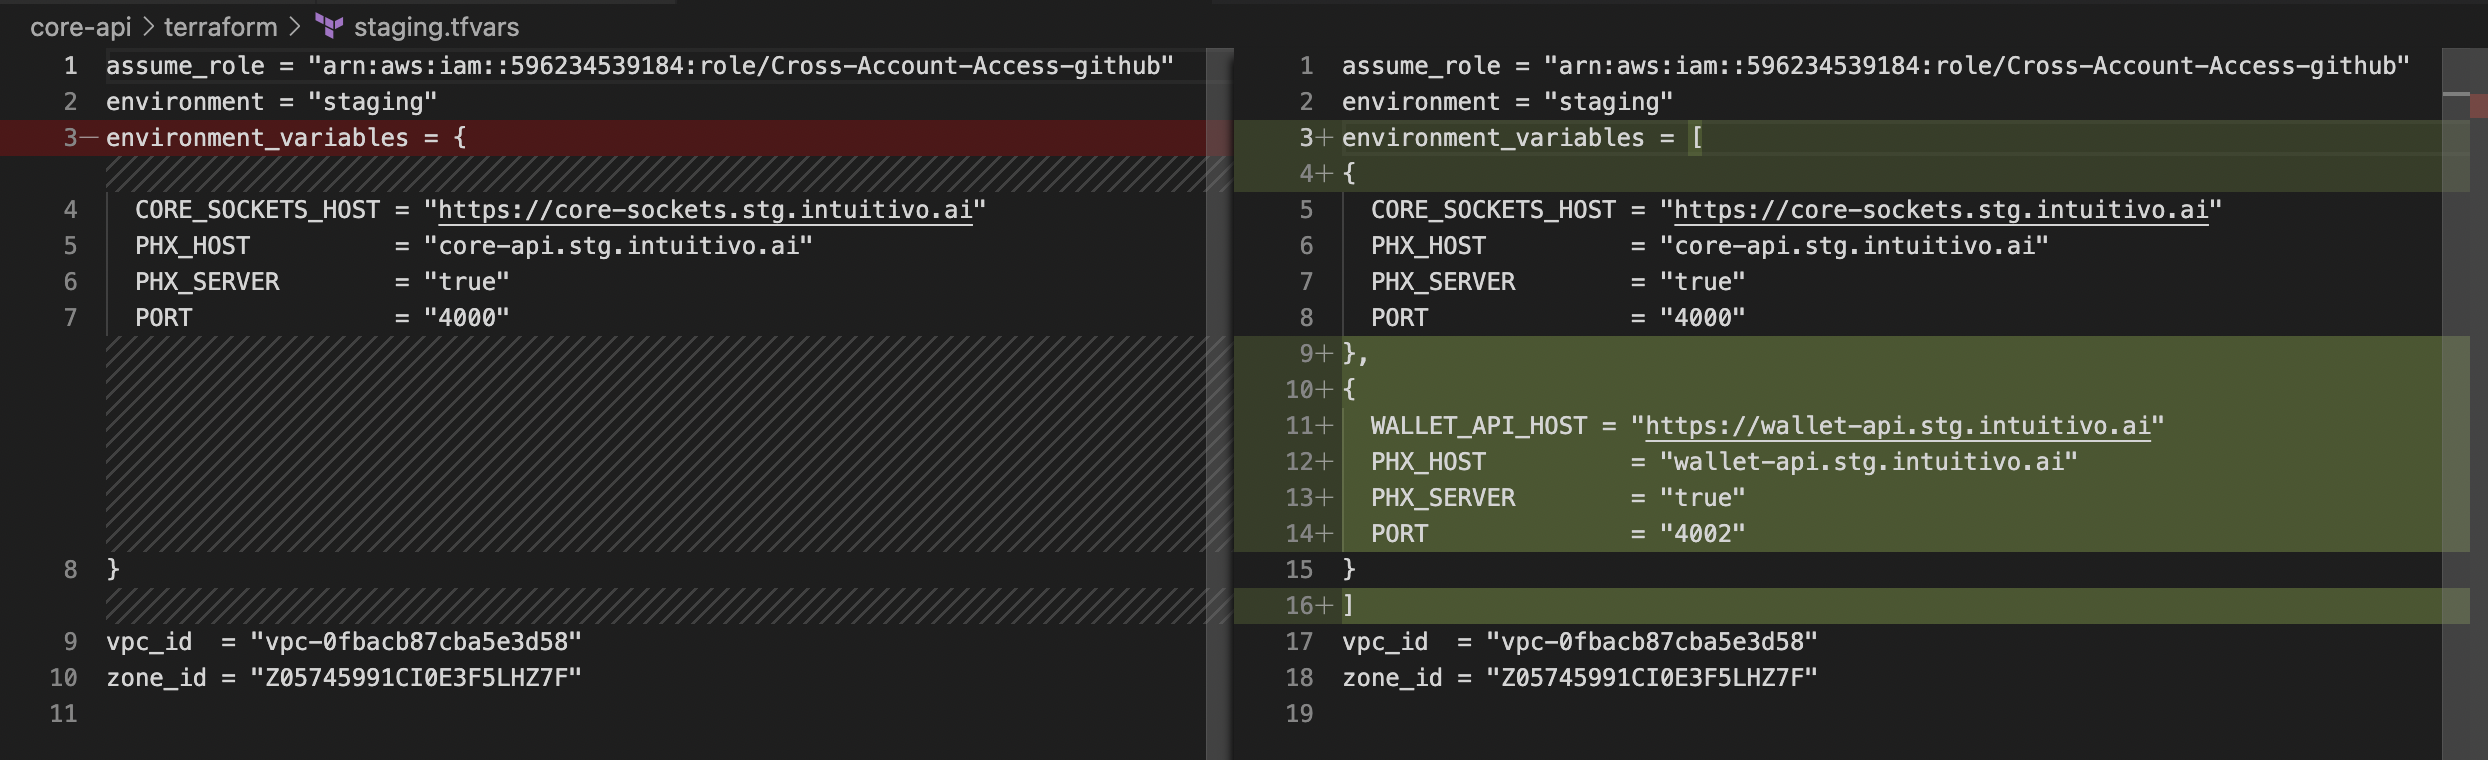 core-api > terraform > staging.tfvars
1 assume_role = "arn:aws:iam::596234539184:role/Cross-Account-Access-github"
2 environment = "staging"
3— environment_variables = {
4   CORE_SOCKETS_HOST = "https://core-sockets.stg.intuitivo.ai"
5   PHX_HOST          = "core-api.stg.intuitivo.ai"
6   PHX_SERVER        = "true"
7   PORT              = "4000"
8 }
9 vpc_id  = "vpc-0fbacb87cba5e3d58"
10 zone_id = "Z05745991CI0E3F5LHZ7F"
11
1 assume_role = "arn:aws:iam::596234539184:role/Cross-Account-Access-github"
2 environment = "staging"
3+ environment_variables = [
4+ {
5   CORE_SOCKETS_HOST = "https://core-sockets.stg.intuitivo.ai"
6   PHX_HOST          = "core-api.stg.intuitivo.ai"
7   PHX_SERVER        = "true"
8   PORT              = "4000"
9+ },
10+ {
11+   WALLET_API_HOST = "https://wallet-api.stg.intuitivo.ai"
12+   PHX_HOST          = "wallet-api.stg.intuitivo.ai"
13+   PHX_SERVER        = "true"
14+   PORT              = "4002"
15 }
16+ ]
17 vpc_id  = "vpc-0fbacb87cba5e3d58"
18 zone_id = "Z05745991CI0E3F5LHZ7F"
19